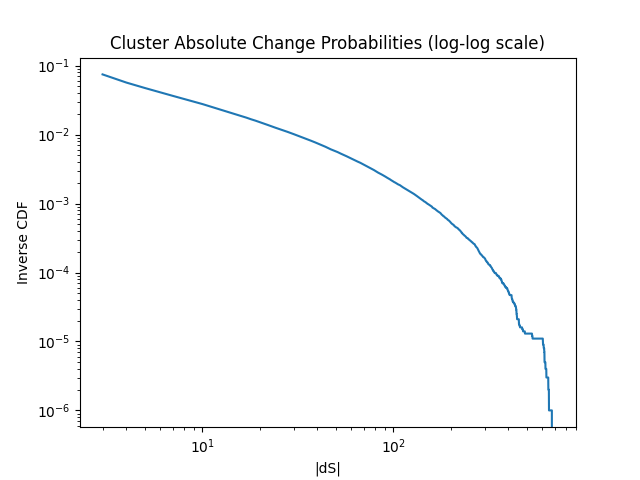 Cluster Absolute Change Probabilities (log-log scale)
10⁻¹
10⁻²
10⁻³
10⁻⁴
10⁻⁵
10⁻⁶
Inverse CDF
10¹
10²
|dS|